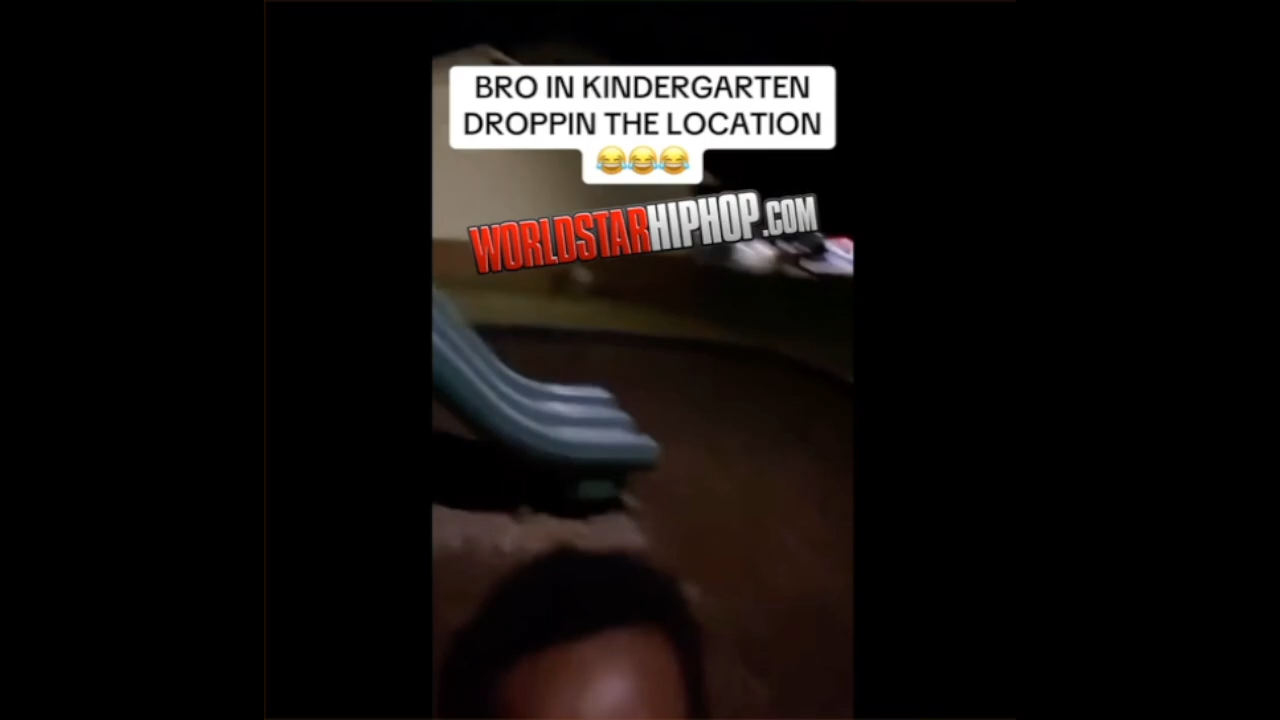 BRO IN KINDERGARTEN
DROPPIN THE LOCATION
😂😂😂
WORLDSTARHIPHOP.COM